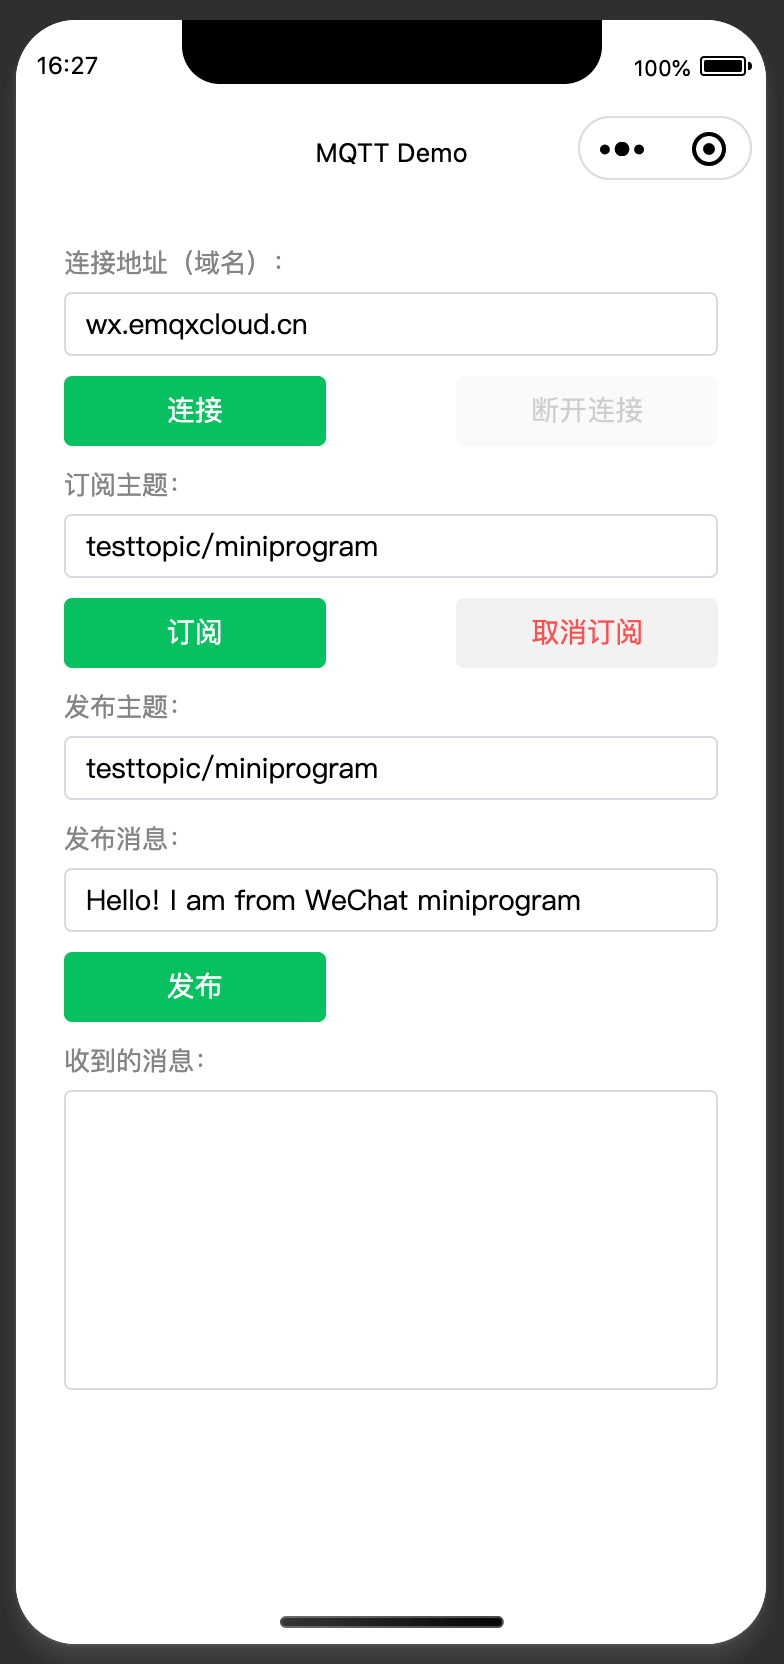 16:27
100%
MQTT Demo
连接地址（域名）：
wx.emqxcloud.cn
连接
断开连接
订阅主题：
testtopic/miniprogram
订阅
取消订阅
发布主题：
testtopic/miniprogram
发布消息：
Hello! I am from WeChat miniprogram
发布
收到的消息：